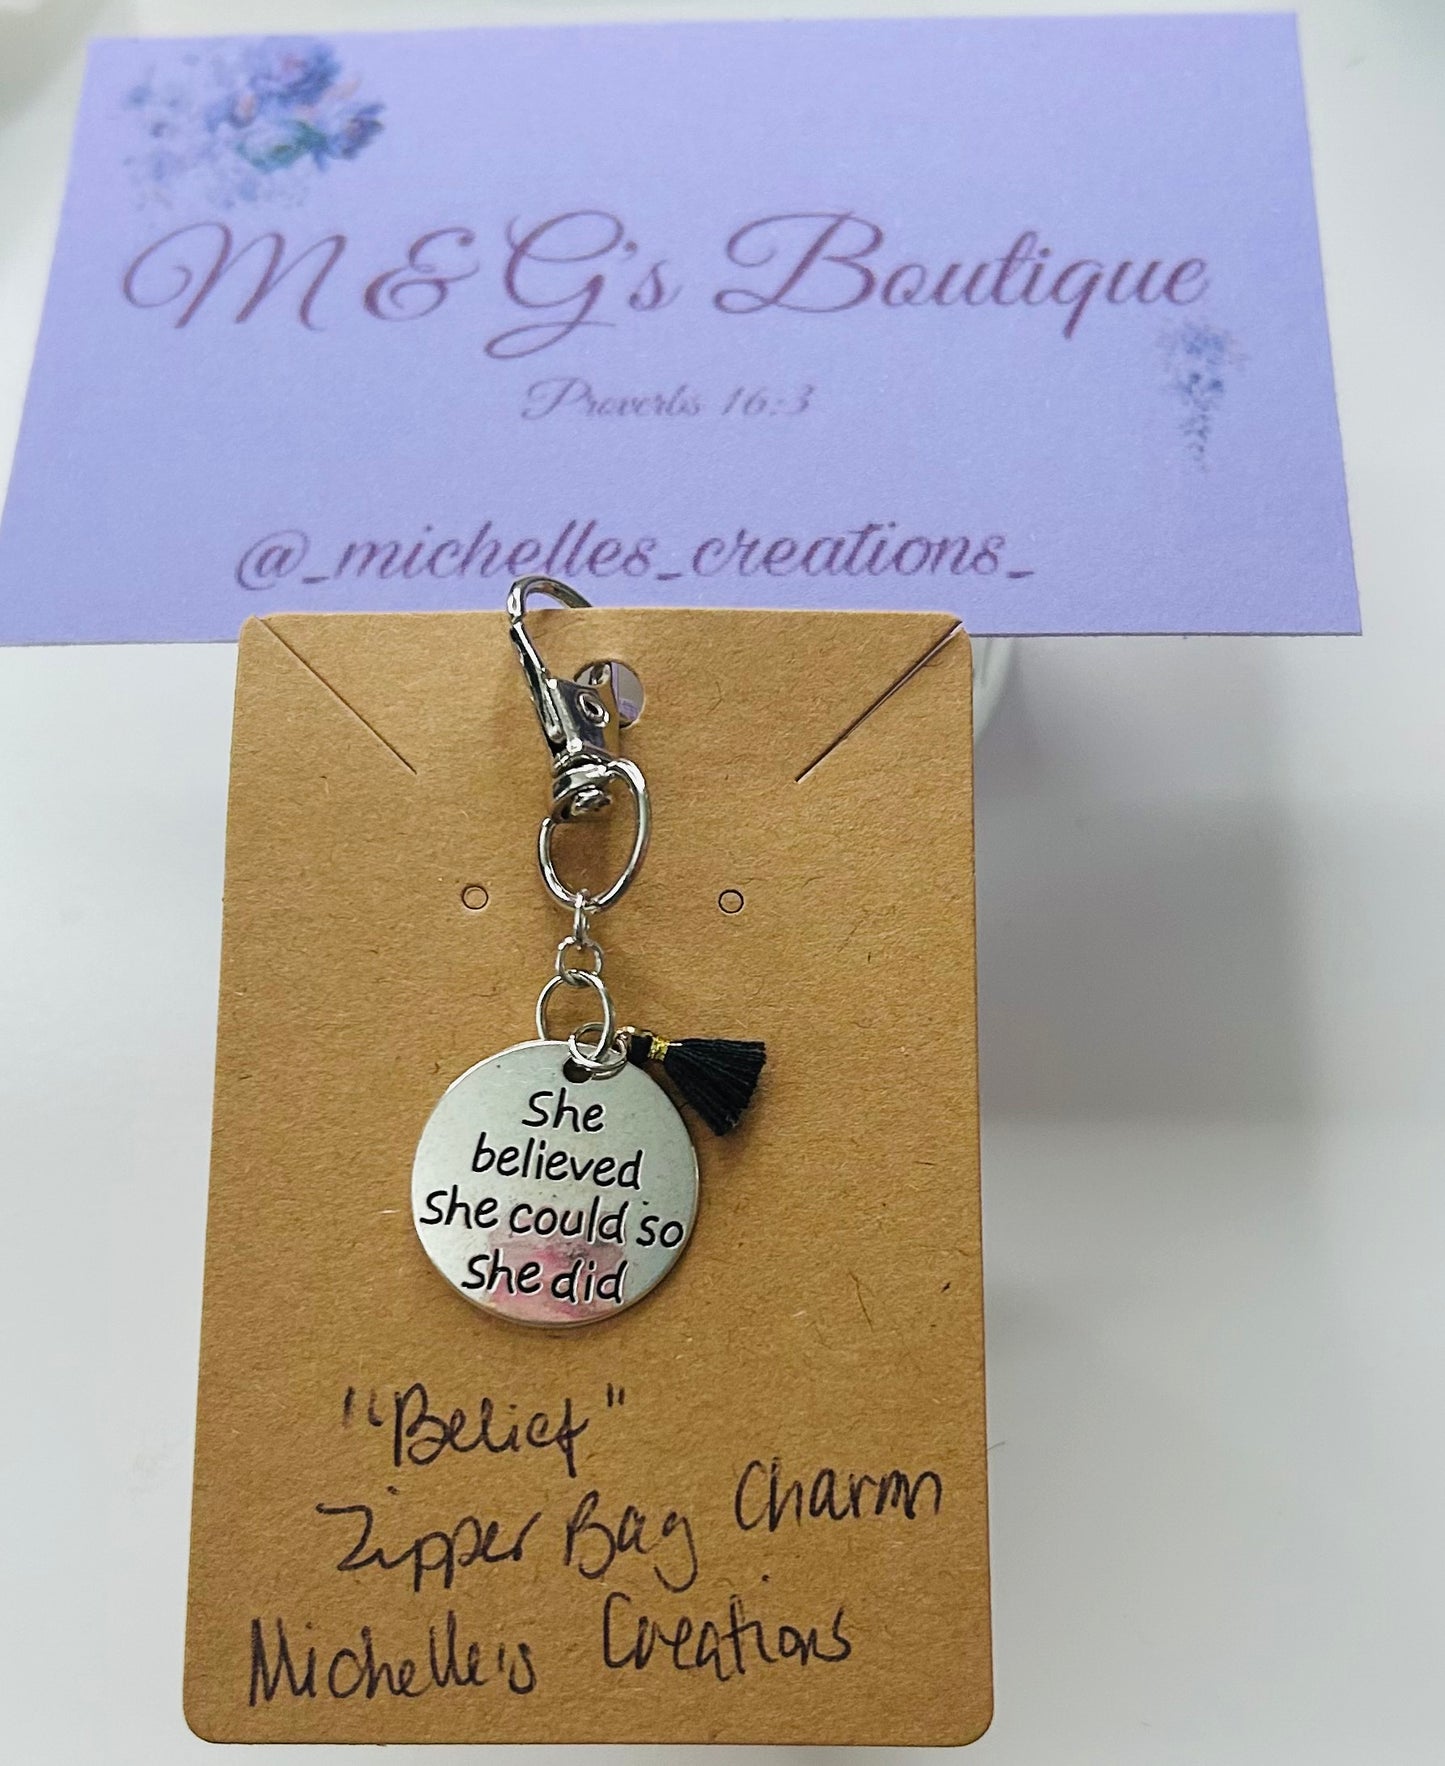 M & G's Boutique
Proverbs 16:3
@_michelles_creations_
She
believed
she could so
she did
"Belief"
Zipper Bag Charm
Michelle's Creations